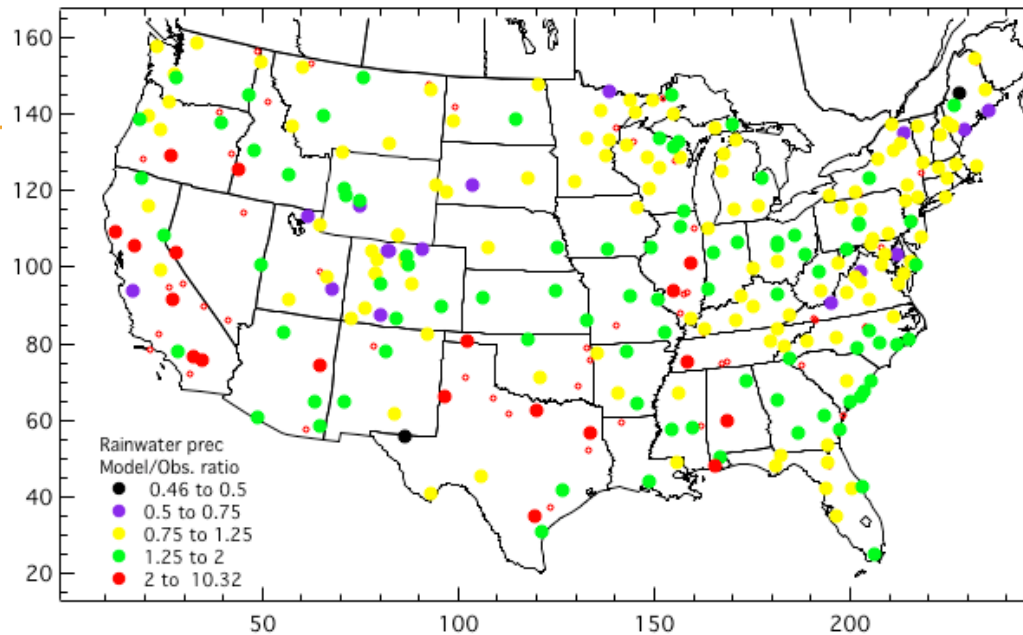 160
140
120
100
80
60
40
20
Rainwater prec
Model/Obs. ratio
0.46 to 0.5
0.5 to 0.75
0.75 to 1.25
1.25 to 2
2 to 10.32
50
100
150
200